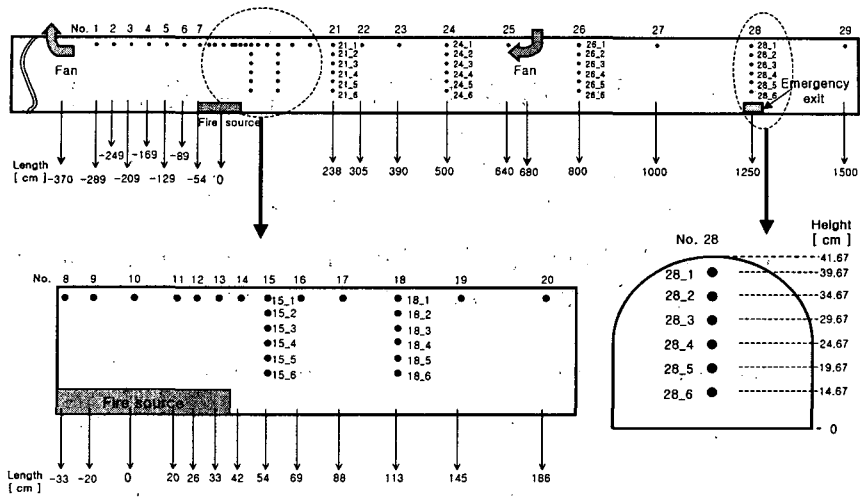 No. 1 2 3 4 5 6 7 21 22 23 24 25 26 27 28 29
21_1 24_1 26_1 28_1
21_2 24_2 26_2 28_2
21_3 24_3 26_3 28_3
21_4 24_4 26_4 28_4
21_5 24_5 26_5 28_5
21_6 24_6 26_6 28_6
Fan
Fan
Emergency
exit
Fire source
Length
[ cm ]
-370 -289 -249 -209 -169 -129 -89 -54 0 238 305 390 500 640 680 800 1000 1250 1500
No. 8 9 10 11 12 13 14 15 16 17 18 19 20
15_1 18_1
15_2 18_2
15_3 18_3
15_4 18_4
15_5 18_5
15_6 18_6
Fire source
Length
[ cm ]
-33 -20 0 20 26 33 42 54 69 88 113 145 186
No. 28
Height
[ cm ]
41.67
28_1 39.67
28_2 34.67
28_3 29.67
28_4 24.67
28_5 19.67
28_6 14.67
0